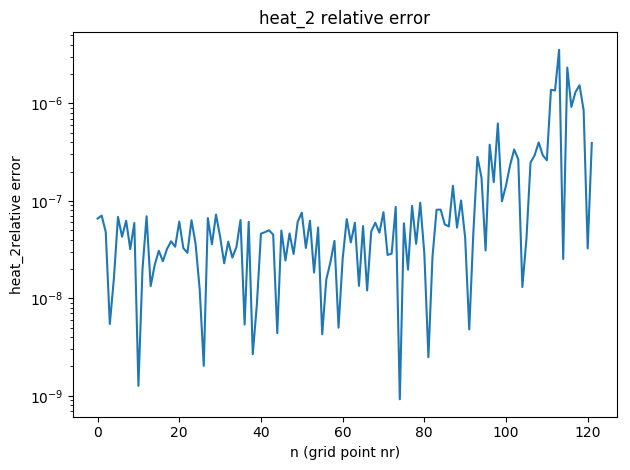 heat_2 relative error
heat_2relative error
10⁻⁶
10⁻⁷
10⁻⁸
10⁻⁹
0 20 40 60 80 100 120
n (grid point nr)